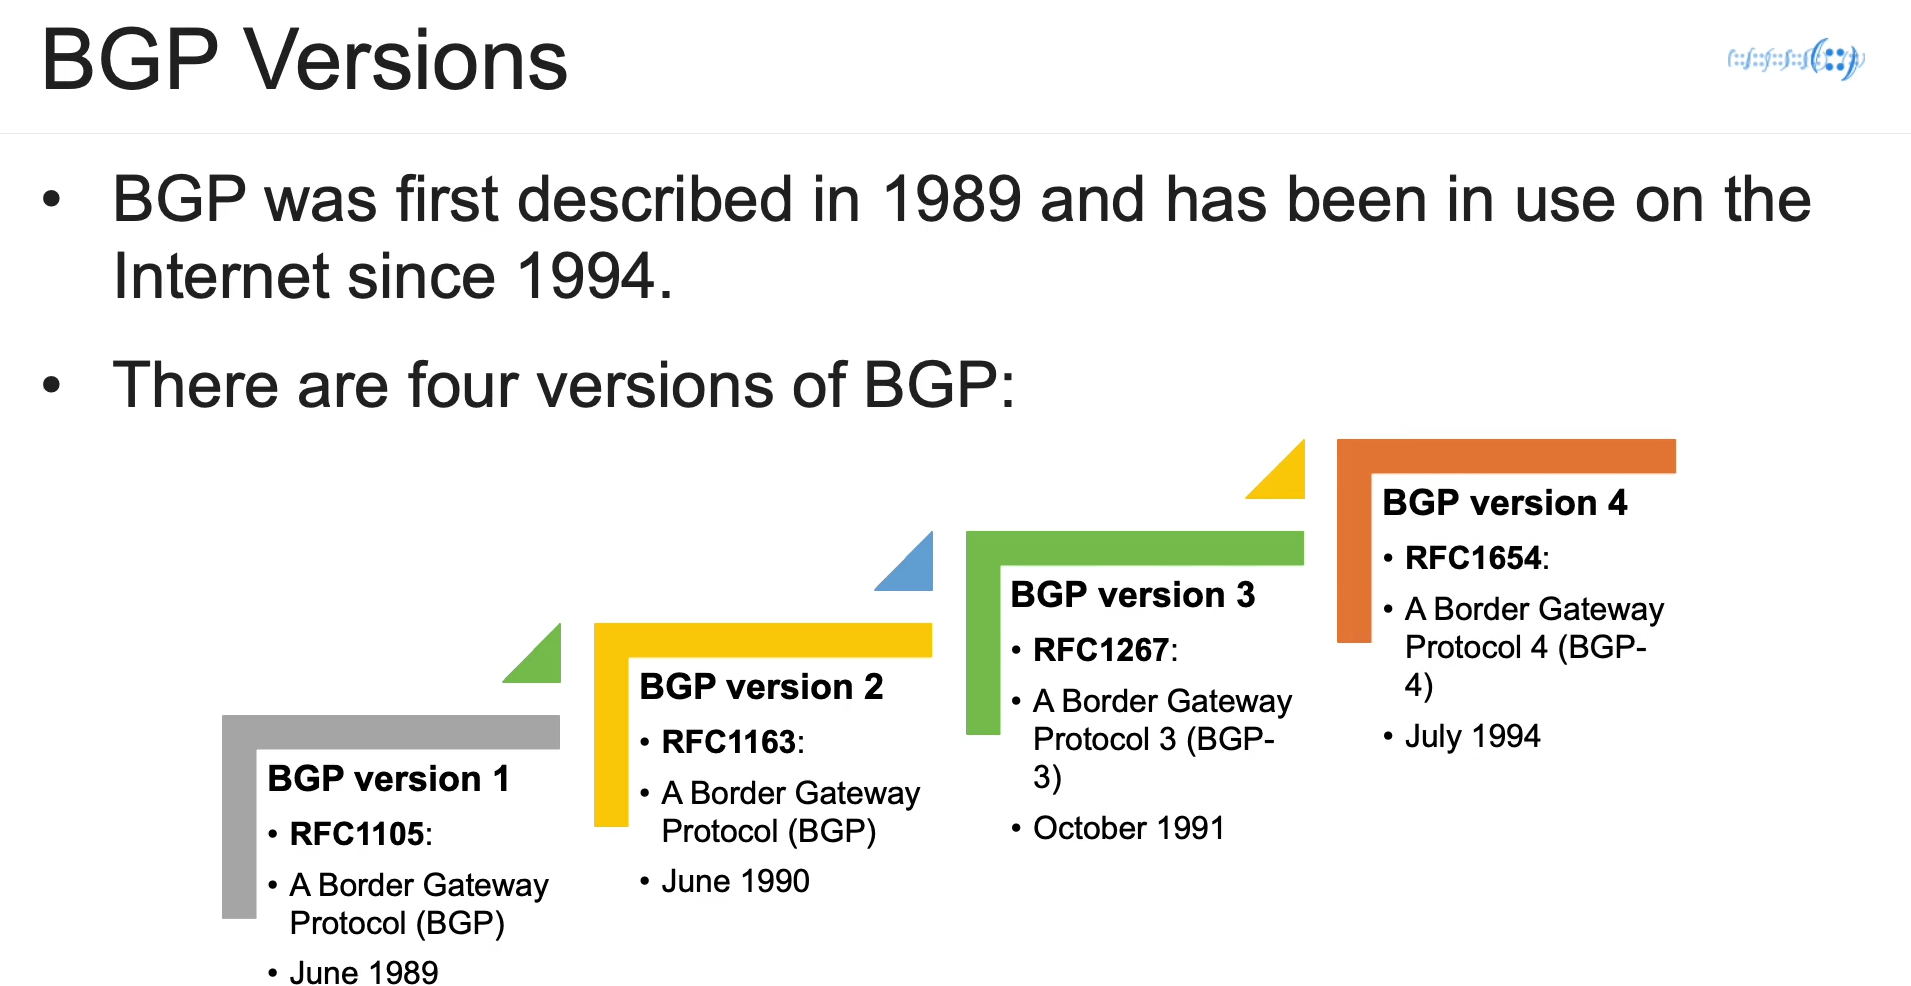 BGP Versions
• BGP was first described in 1989 and has been in use on the
Internet since 1994.
• There are four versions of BGP:
BGP version 1
• RFC1105:
• A Border Gateway
Protocol (BGP)
• June 1989
BGP version 2
• RFC1163:
• A Border Gateway
Protocol (BGP)
• June 1990
BGP version 3
• RFC1267:
• A Border Gateway
Protocol 3 (BGP-
3)
• October 1991
BGP version 4
• RFC1654:
• A Border Gateway
Protocol 4 (BGP-
4)
• July 1994